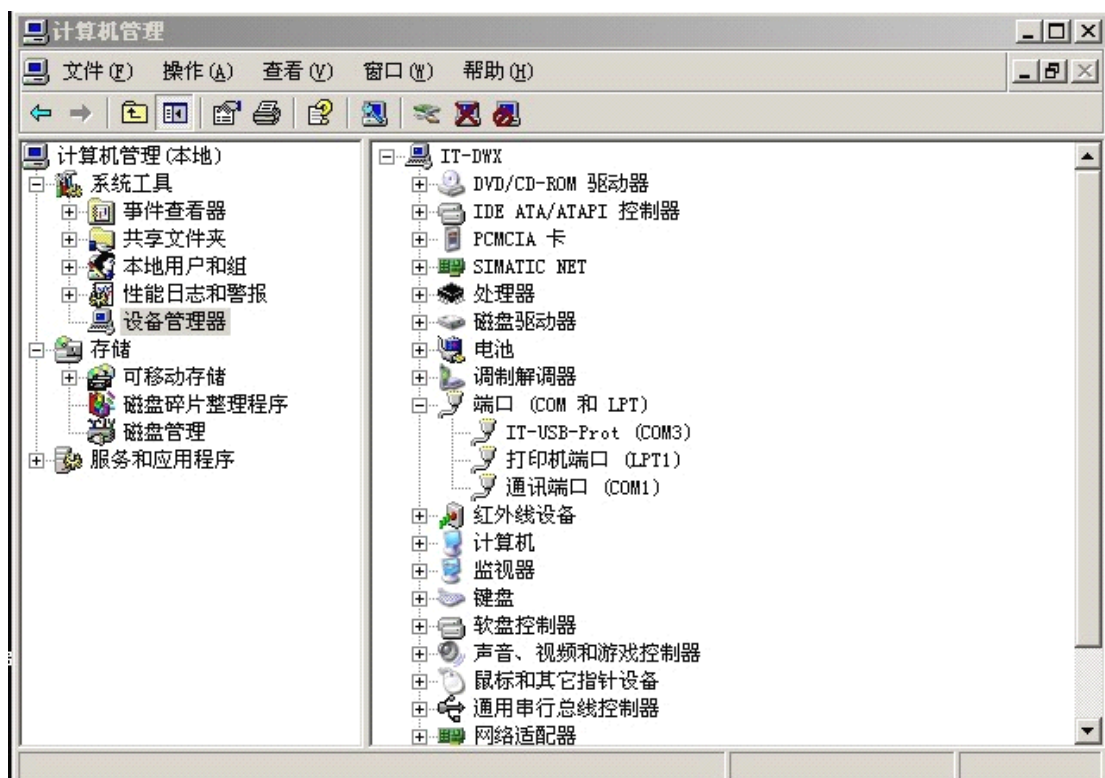 计算机管理
文件(F) 操作(A) 查看(V) 窗口(W) 帮助(H)
计算机管理(本地)
系统工具
事件查看器
共享文件夹
本地用户和组
性能日志和警报
设备管理器
存储
可移动存储
磁盘碎片整理程序
磁盘管理
服务和应用程序
IT-DWX
DVD/CD-ROM 驱动器
IDE ATA/ATAPI 控制器
PCMCIA 卡
SIMATIC NET
处理器
磁盘驱动器
电池
调制解调器
端口 (COM 和 LPT)
IT-USB-Prot (COM3)
打印机端口 (LPT1)
通讯端口 (COM1)
红外线设备
计算机
监视器
键盘
软盘控制器
声音、视频和游戏控制器
鼠标和其它指针设备
通用串行总线控制器
网络适配器